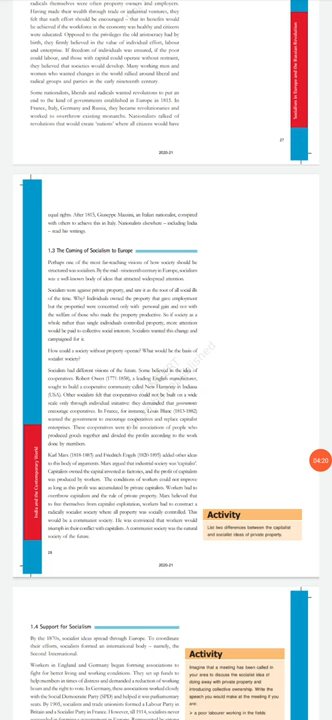 radicals themselves were often property owners and employers.
Having made their wealth through trade or industrial ventures, they
felt that such effort should be encouraged – that its benefits would
be achieved if the workforce in the economy was healthy and citizens
were educated. Opposed to the privileges the old aristocracy had by
birth, they firmly believed in the value of individual effort, labour
and enterprise. If freedom of individuals was ensured, if the poor
could labour, and those with capital could operate without restraint,
they believed that societies would develop. Many working men and
women who wanted changes in the world rallied around liberal and
radical groups and parties in the early nineteenth century.
Some nationalists, liberals and radicals wanted revolutions to put an
end to the kind of governments established in Europe in 1815. In
France, Italy, Germany and Russia, they became revolutionaries and
worked to overthrow existing monarchs. Nationalists talked of
revolutions that would create 'nations' where all citizens would have
Socialism in Europe and the Russian Revolution
27
2020-21
equal rights. After 1815, Giuseppe Mazzini, an Italian nationalist, conspired
with others to achieve this in Italy. Nationalists elsewhere – including India
– read his writings.
1.3 The Coming of Socialism to Europe
Perhaps one of the most far-reaching visions of how society should be
structured was socialism. By the mid - nineteenth century in Europe, socialism
was a well-known body of ideas that attracted widespread attention.
Socialists were against private property, and saw it as the root of all social ills
of the time. Why? Individuals owned the property that gave employment
but the propertied were concerned only with personal gain and not with
the welfare of those who made the property productive. So if society as a
whole rather than single individuals controlled property, more attention
would be paid to collective social interests. Socialists wanted this change and
campaigned for it.
How could a society without property operate? What would be the basis of
socialist society?
Socialists had different visions of the future. Some believed in the idea of
cooperatives. Robert Owen (1771-1858), a leading English manufacturer,
sought to build a cooperative community called New Harmony in Indiana
(USA). Other socialists felt that cooperatives could not be built on a wide
scale only through individual initiative: they demanded that governments
encourage cooperatives. In France, for instance, Louis Blanc (1813-1882)
wanted the government to encourage cooperatives and replace capitalist
enterprises. These cooperatives were to be associations of people who
produced goods together and divided the profits according to the work
done by members.
Karl Marx (1818-1883) and Friedrich Engels (1820-1895) added other ideas
to this body of arguments. Marx argued that industrial society was 'capitalist'.
Capitalists owned the capital invested in factories, and the profit of capitalists
was produced by workers. The conditions of workers could not improve
as long as this profit was accumulated by private capitalists. Workers had to
overthrow capitalism and the rule of private property. Marx believed that
to free themselves from capitalist exploitation, workers had to construct a
radically socialist society where all property was socially controlled. This
would be a communist society. He was convinced that workers would
triumph in their conflict with capitalists. A communist society was the natural
society of the future.
India and the Contemporary World
Activity
List two differences between the capitalist
and socialist ideas of private property.
04:20
28
2020-21
1.4 Support for Socialism
By the 1870s, socialist ideas spread through Europe. To coordinate
their efforts, socialists formed an international body – namely, the
Second International.
Workers in England and Germany began forming associations to
fight for better living and working conditions. They set up funds to
help members in times of distress and demanded a reduction of working
hours and the right to vote. In Germany, these associations worked closely
with the Social Democratic Party (SPD) and helped it win parliamentary
seats. By 1905, socialists and trade unionists formed a Labour Party in
Britain and a Socialist Party in France. However, till 1914, socialists never
Activity
Imagine that a meeting has been called in
your area to discuss the socialist idea of
doing away with private property and
introducing collective ownership. Write the
speech you would make at the meeting if you
are:
➢ a poor labourer working in the fields